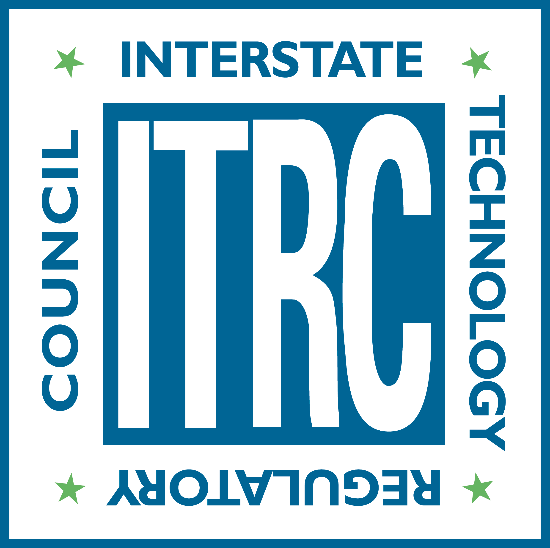 INTERSTATE
TECHNOLOGY
REGULATORY
COUNCIL
ITRC